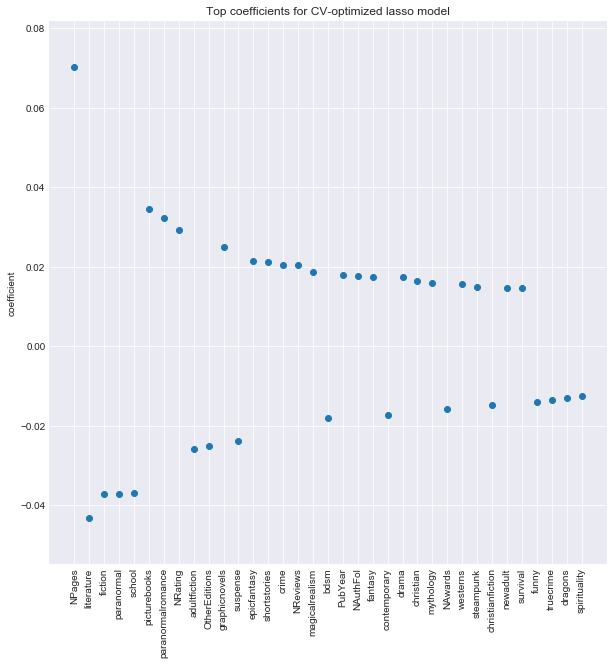 Top coefficients for CV-optimized lasso model
0.08
0.06
0.04
0.02
0.00
−0.02
−0.04
coefficient
NPages
literature
fiction
paranormal
school
picturebooks
paranormalromance
NRating
adultfiction
OtherEditions
graphicnovels
suspense
epicfantasy
shortstories
crime
NReviews
magicalrealism
bdsm
PubYear
NAuthFol
fantasy
contemporary
drama
christian
mythology
NAwards
westerns
steampunk
christianfiction
newadult
survival
funny
truecrime
dragons
spirituality